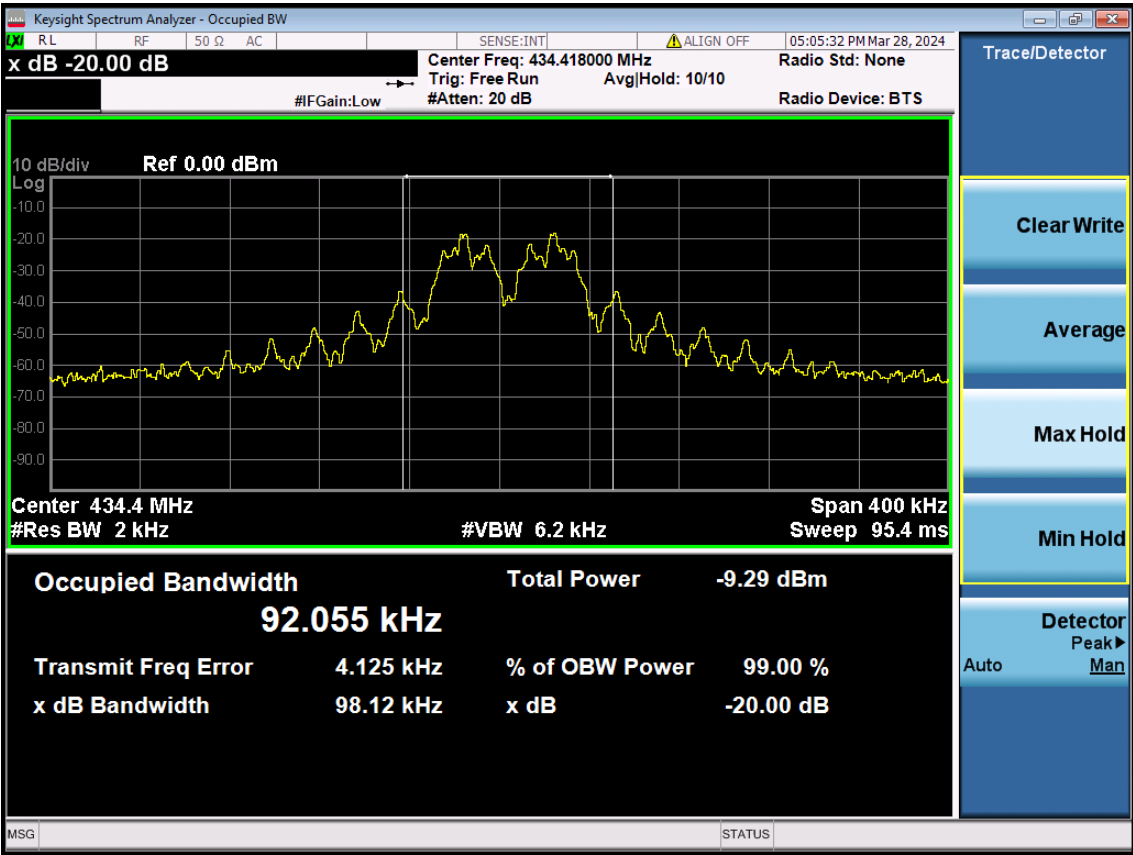 Keysight Spectrum Analyzer - Occupied BW
LXI RL RF 50 Ω AC SENSE:INT ALIGN OFF 05:05:32 PM Mar 28, 2024
x dB -20.00 dB
Center Freq: 434.418000 MHz Radio Std: None
Trig: Free Run Avg|Hold: 10/10
#IFGain:Low #Atten: 20 dB Radio Device: BTS
10 dB/div Ref 0.00 dBm
Log
-10.0
-20.0
-30.0
-40.0
-50.0
-60.0
-70.0
-80.0
-90.0
Center 434.4 MHz Span 400 kHz
#Res BW 2 kHz #VBW 6.2 kHz Sweep 95.4 ms
Occupied Bandwidth Total Power -9.29 dBm
92.055 kHz
Transmit Freq Error 4.125 kHz % of OBW Power 99.00 %
x dB Bandwidth 98.12 kHz x dB -20.00 dB
MSG STATUS
Trace/Detector
Clear Write
Average
Max Hold
Min Hold
Detector
Peak▶
Auto Man